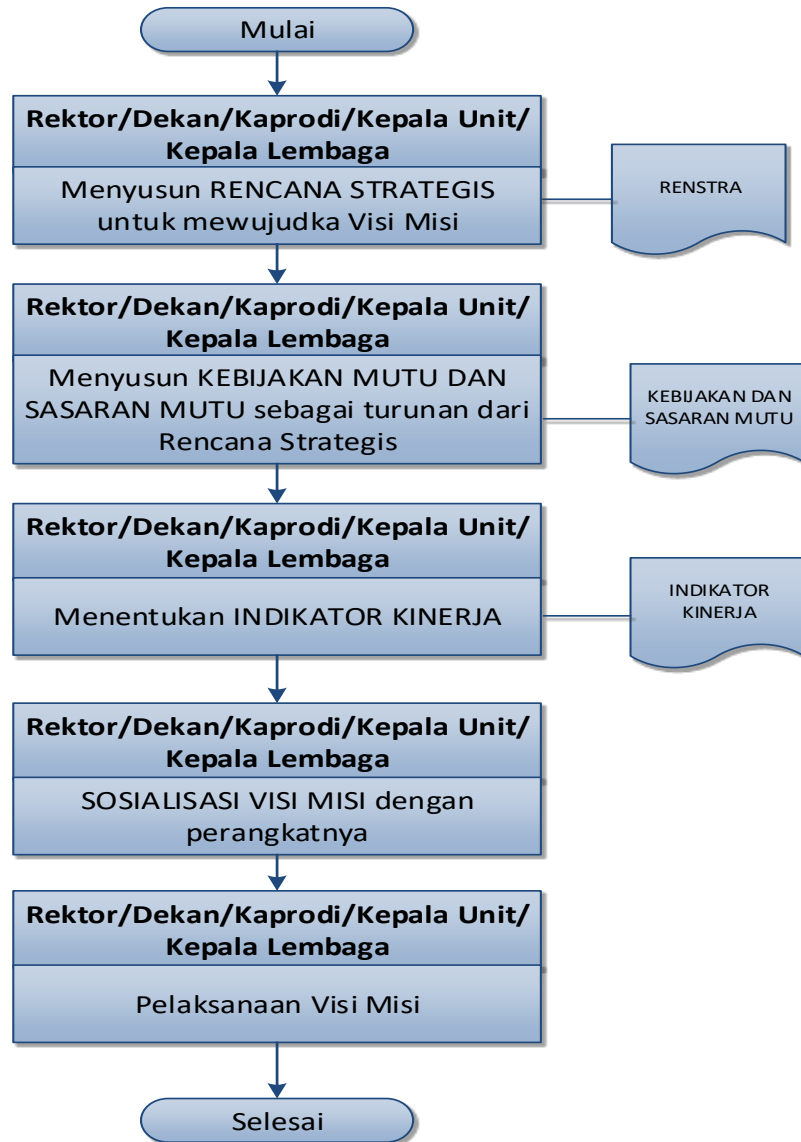 Mulai
Rektor/Dekan/Kaprodi/Kepala Unit/
Kepala Lembaga
Menyusun RENCANA STRATEGIS
untuk mewujudka Visi Misi
RENSTRA
Rektor/Dekan/Kaprodi/Kepala Unit/
Kepala Lembaga
Menyusun KEBIJAKAN MUTU DAN
SASARAN MUTU sebagai turunan dari
Rencana Strategis
KEBIJAKAN DAN
SASARAN MUTU
Rektor/Dekan/Kaprodi/Kepala Unit/
Kepala Lembaga
Menentukan INDIKATOR KINERJA
INDIKATOR
KINERJA
Rektor/Dekan/Kaprodi/Kepala Unit/
Kepala Lembaga
SOSIALISASI VISI MISI dengan
perangkatnya
Rektor/Dekan/Kaprodi/Kepala Unit/
Kepala Lembaga
Pelaksanaan Visi Misi
Selesai